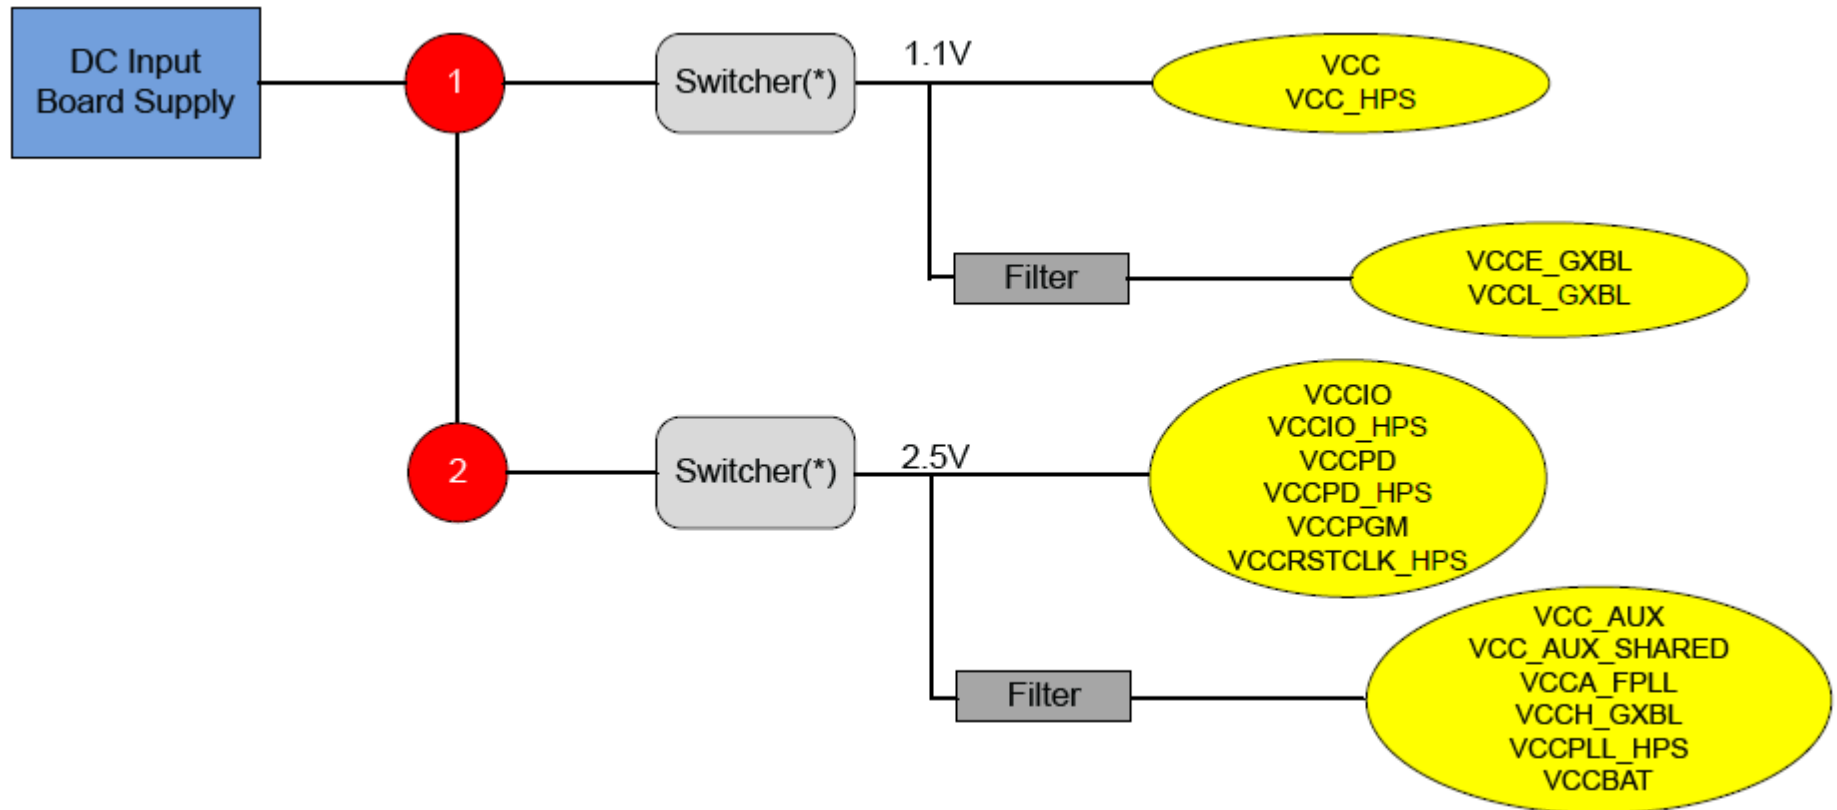 DC Input
Board Supply
1
Switcher(*)
1.1V
VCC
VCC_HPS
Filter
VCCE_GXBL
VCCL_GXBL
2
Switcher(*)
2.5V
VCCIO
VCCIO_HPS
VCCPD
VCCPD_HPS
VCCPGM
VCCRSTCLK_HPS
Filter
VCC_AUX
VCC_AUX_SHARED
VCCA_FPLL
VCCH_GXBL
VCCPLL_HPS
VCCBAT